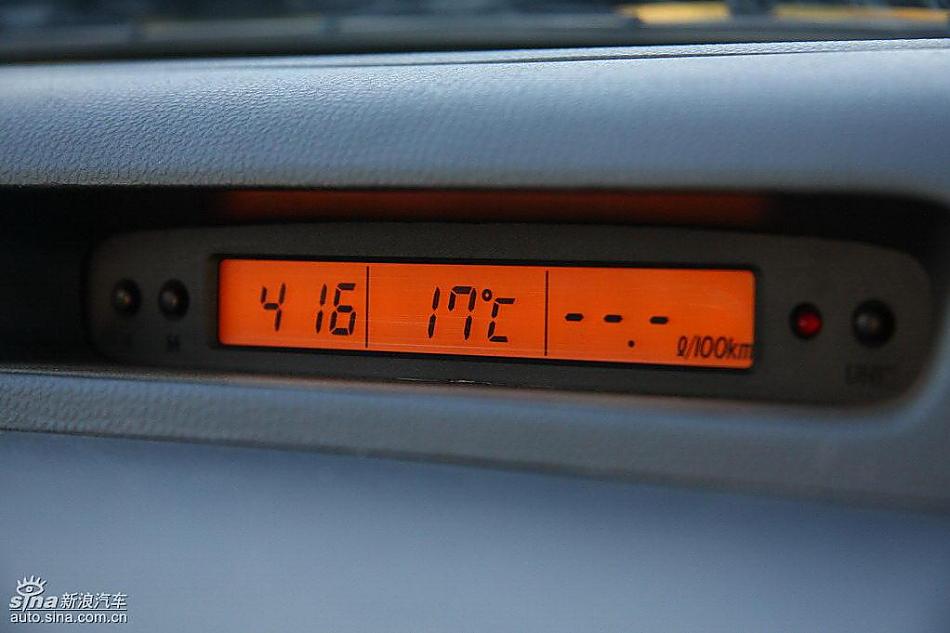 4 16 17°C --.- ℓ/100km
M
sina 新浪汽车
auto.sina.com.cn